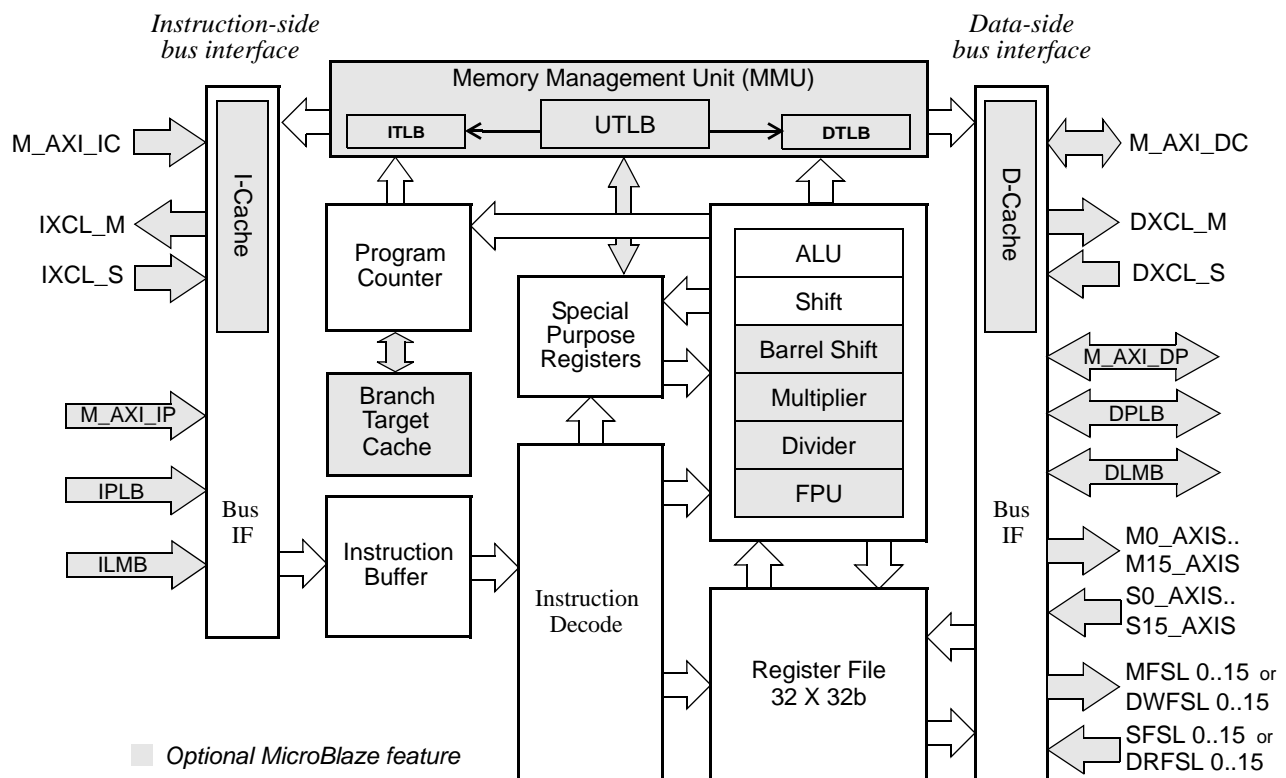 Instruction-side
bus interface
Data-side
bus interface
Memory Management Unit (MMU)
ITLB
UTLB
DTLB
M_AXI_IC
IXCL_M
IXCL_S
I-Cache
M_AXI_IP
IPLB
ILMB
Bus
IF
Program
Counter
Branch
Target
Cache
Special
Purpose
Registers
Instruction
Buffer
Instruction
Decode
ALU
Shift
Barrel Shift
Multiplier
Divider
FPU
Register File
32 X 32b
D-Cache
Bus
IF
M_AXI_DC
DXCL_M
DXCL_S
M_AXI_DP
DPLB
DLMB
M0_AXIS..
M15_AXIS
S0_AXIS..
S15_AXIS
MFSL 0..15 or
DWFSL 0..15
SFSL 0..15 or
DRFSL 0..15
Optional MicroBlaze feature